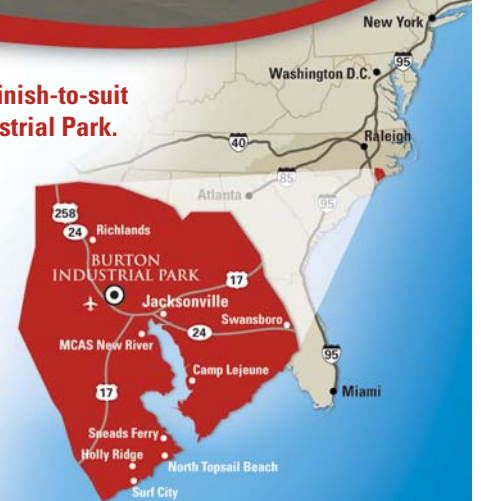 New York
95
Washington D.C.
inish-to-suit
strial Park.
40
Raleigh
85
Atlanta
95
258
24
Richlands
BURTON
INDUSTRIAL PARK
17
Jacksonville
Swansboro
24
MCAS New River
95
Camp Lejeune
17
Miami
Sneads Ferry
Holly Ridge
North Topsail Beach
Surf City